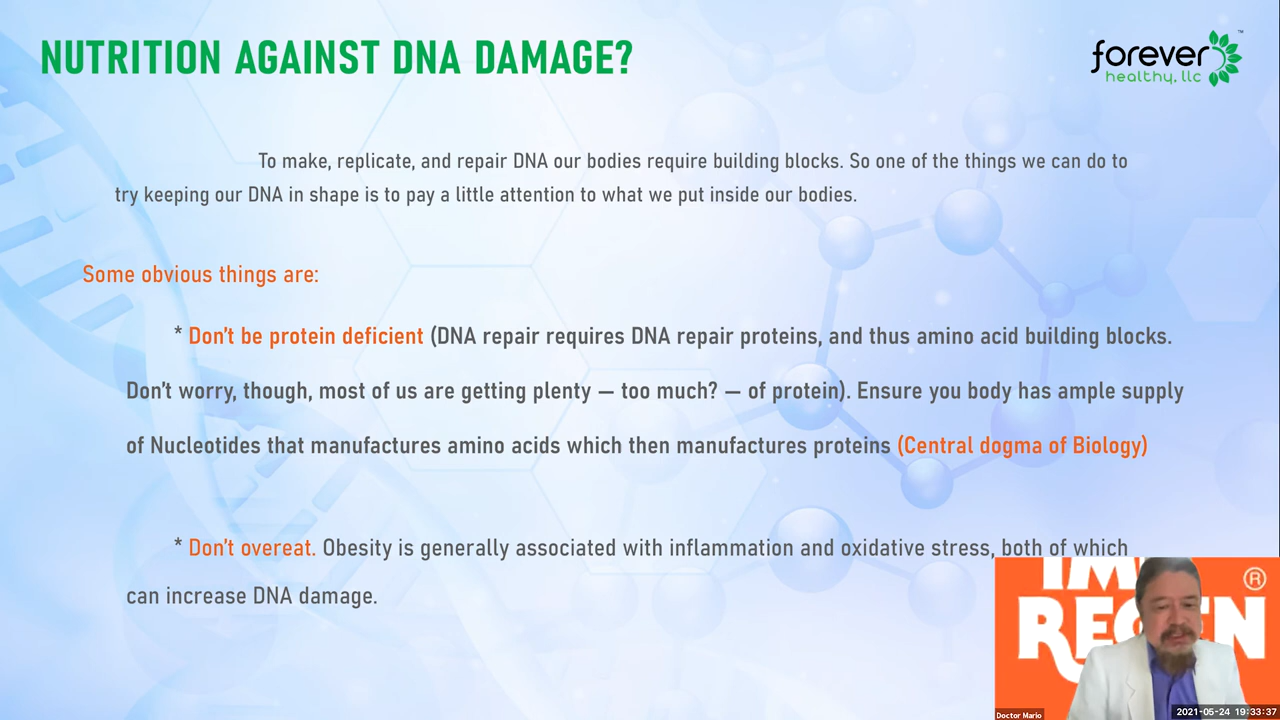 NUTRITION AGAINST DNA DAMAGE?
forever
™
healthy, llc
To make, replicate, and repair DNA our bodies require building blocks. So one of the things we can do to
try keeping our DNA in shape is to pay a little attention to what we put inside our bodies.
Some obvious things are:
* Don't be protein deficient (DNA repair requires DNA repair proteins, and thus amino acid building blocks.
Don't worry, though, most of us are getting plenty — too much? — of protein). Ensure you body has ample supply
of Nucleotides that manufactures amino acids which then manufactures proteins (Central dogma of Biology)
* Don't overeat. Obesity is generally associated with inflammation and oxidative stress, both of which
can increase DNA damage.
®
Doctor Mario
2021-05-24 19:33:37